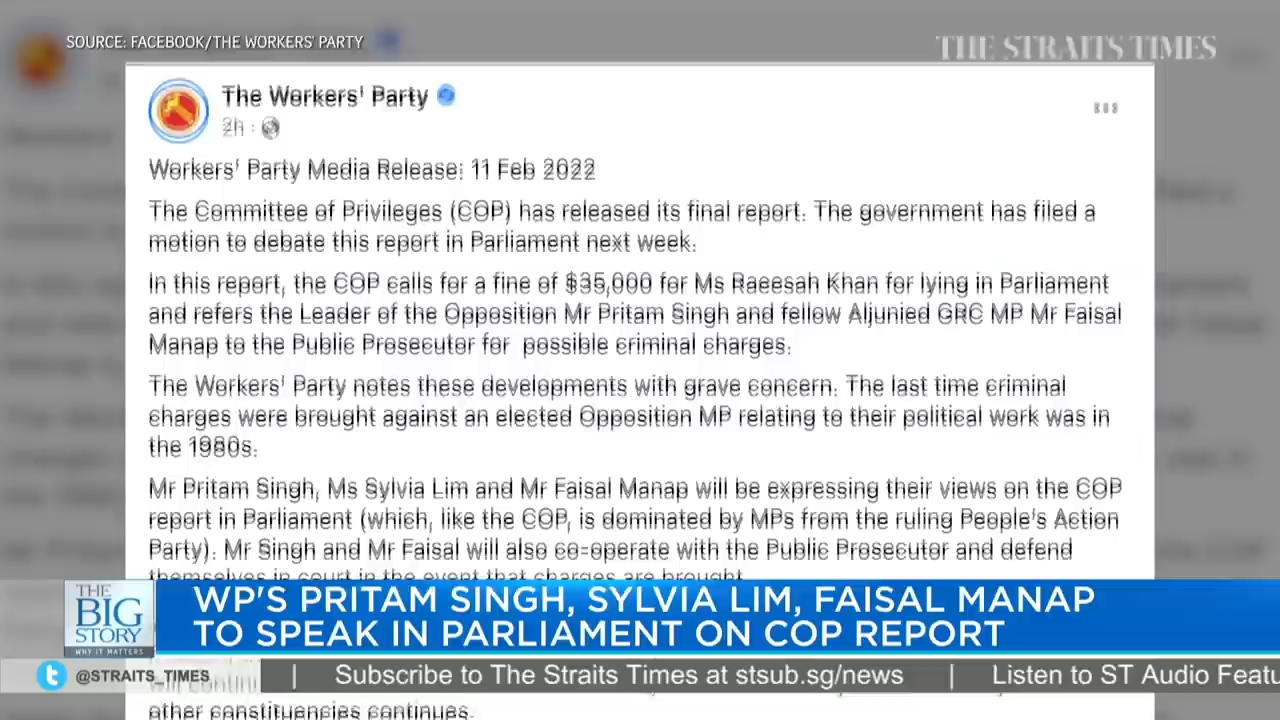 SOURCE: FACEBOOK/THE WORKERS' PARTY
THE STRAITS TIMES
The Workers' Party
2h
Workers' Party Media Release: 11 Feb 2022
The Committee of Privileges (COP) has released its final report. The government has filed a
motion to debate this report in Parliament next week.
In this report, the COP calls for a fine of $35,000 for Ms Raeesah Khan for lying in Parliament
and refers the Leader of the Opposition Mr Pritam Singh and fellow Aljunied GRC MP Mr Faisal
Manap to the Public Prosecutor for possible criminal charges.
The Workers' Party notes these developments with grave concern. The last time criminal
charges were brought against an elected Opposition MP relating to their political work was in
the 1980s.
Mr Pritam Singh, Ms Sylvia Lim and Mr Faisal Manap will be expressing their views on the COP
report in Parliament (which, like the COP, is dominated by MPs from the ruling People's Action
Party). Mr Singh and Mr Faisal will also co-operate with the Public Prosecutor and defend
themselves in court in the event that charges are brought
THE
BIG
STORY
WHY IT MATTERS
WP'S PRITAM SINGH, SYLVIA LIM, FAISAL MANAP
TO SPEAK IN PARLIAMENT ON COP REPORT
@STRAITS_TIMES | Subscribe to The Straits Times at stsub.sg/news | Listen to ST Audio Featu
other constituencies continues.